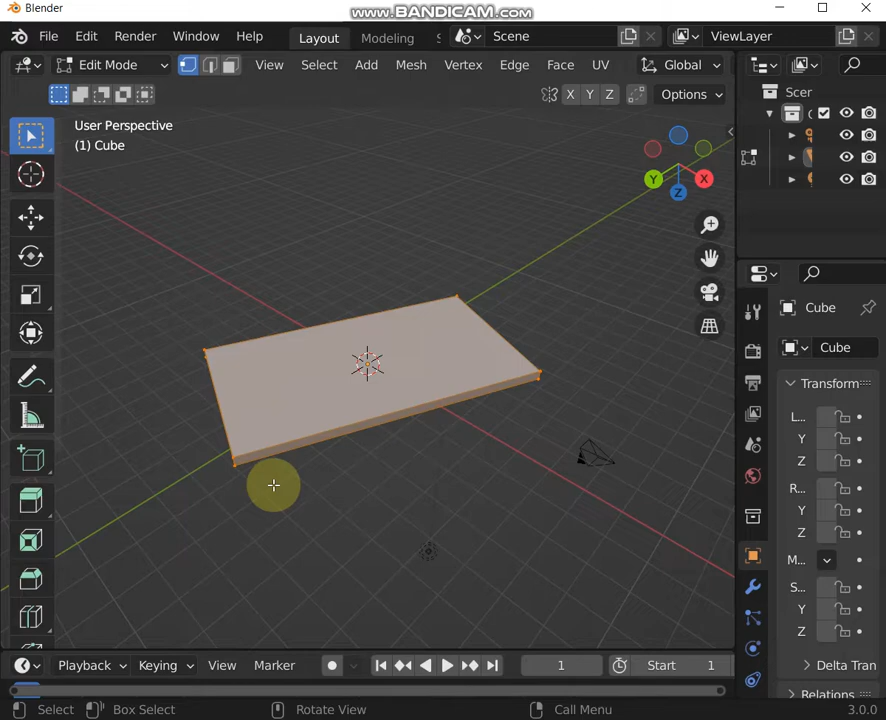 Blender
www.BANDICAM.com
File Edit Render Window Help
Layout Modeling S
Scene
ViewLayer
Edit Mode
View Select Add Mesh Vertex Edge Face UV
Global
X Y Z
Options
User Perspective
(1) Cube
Y X
Z
Scer
Cube
Cube
Transform
L...
Y
Z
R...
Y
Z
M...
S...
Y
Z
Delta Tran
Relations
Playback Keying View Marker
1
Start 1
Select Box Select Rotate View Call Menu 3.0.0